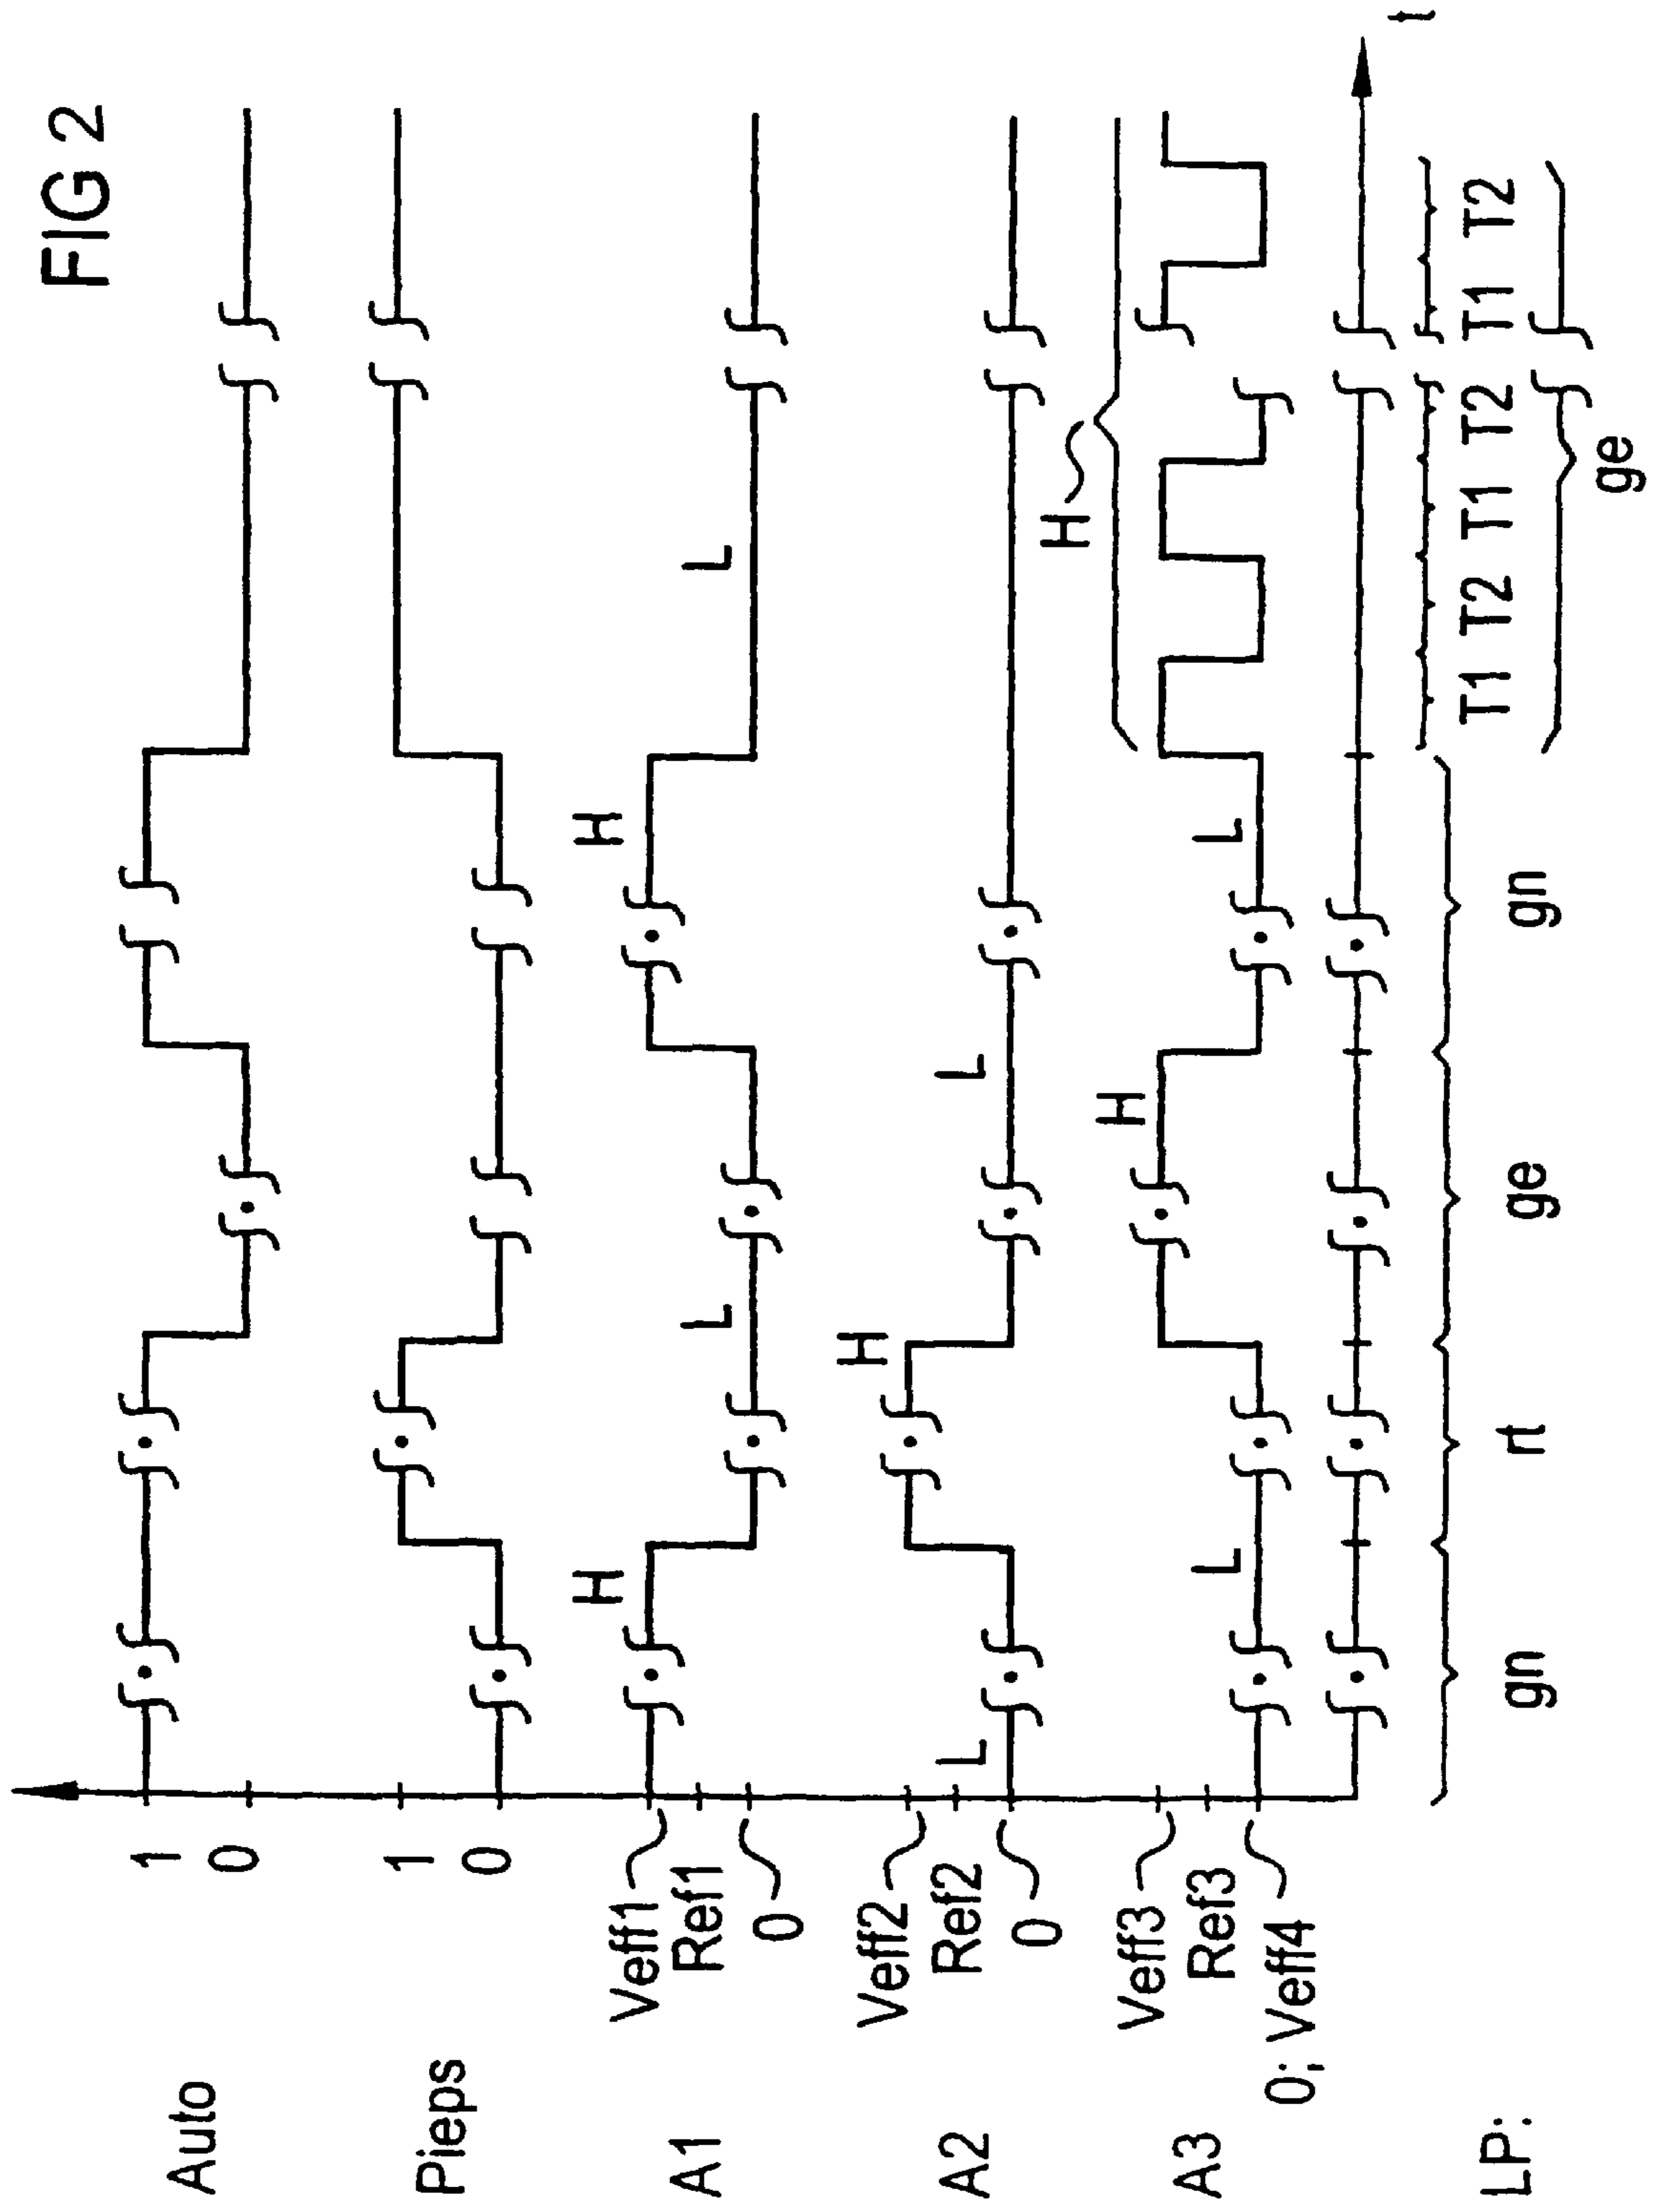 FIG 2
Auto
1
0
Pieps
1
0
A1
Veff1
Ref1
0
H
L
H
L
A2
Veff2
Ref2
0
L
H
L
A3
Veff3
Ref3
0; Veff4
L
H
L
H
t
T1 T2 T1 T2 T1 T2
LP:
gn rt ge gn ge